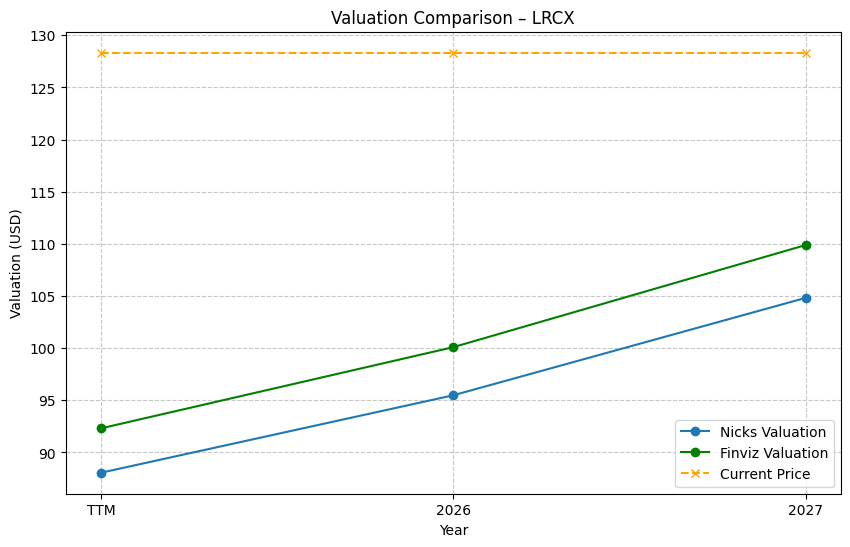 Valuation Comparison – LRCX
Valuation (USD)
130
125
120
115
110
105
100
95
90
TTM
2026
2027
Year
Nicks Valuation
Finviz Valuation
Current Price